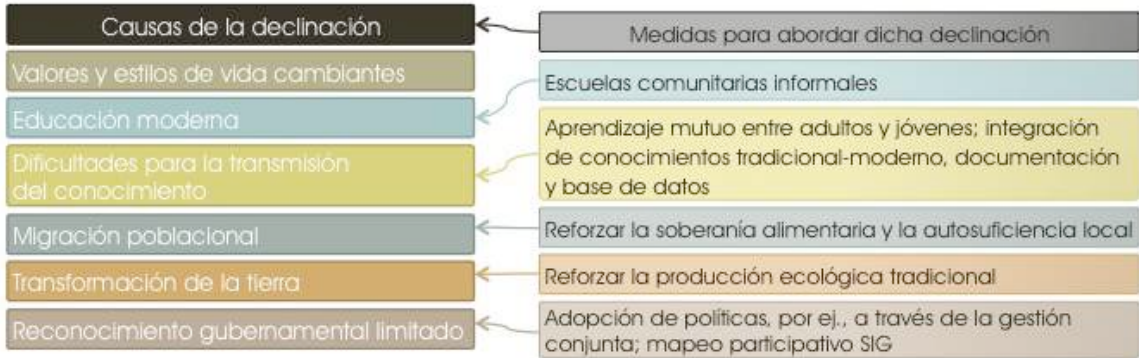 Causas de la declinación
Medidas para abordar dicha declinación
Valores y estilos de vida cambiantes
Escuelas comunitarias informales
Educación moderna
Aprendizaje mutuo entre adultos y jóvenes; integración
de conocimientos tradicional-moderno, documentación
y base de datos
Dificultades para la transmisión
del conocimiento
Migración poblacional
Reforzar la soberanía alimentaria y la autosuficiencia local
Transformación de la tierra
Reforzar la producción ecológica tradicional
Reconocimiento gubernamental limitado
Adopción de políticas, por ej., a través de la gestión
conjunta; mapeo participativo SIG